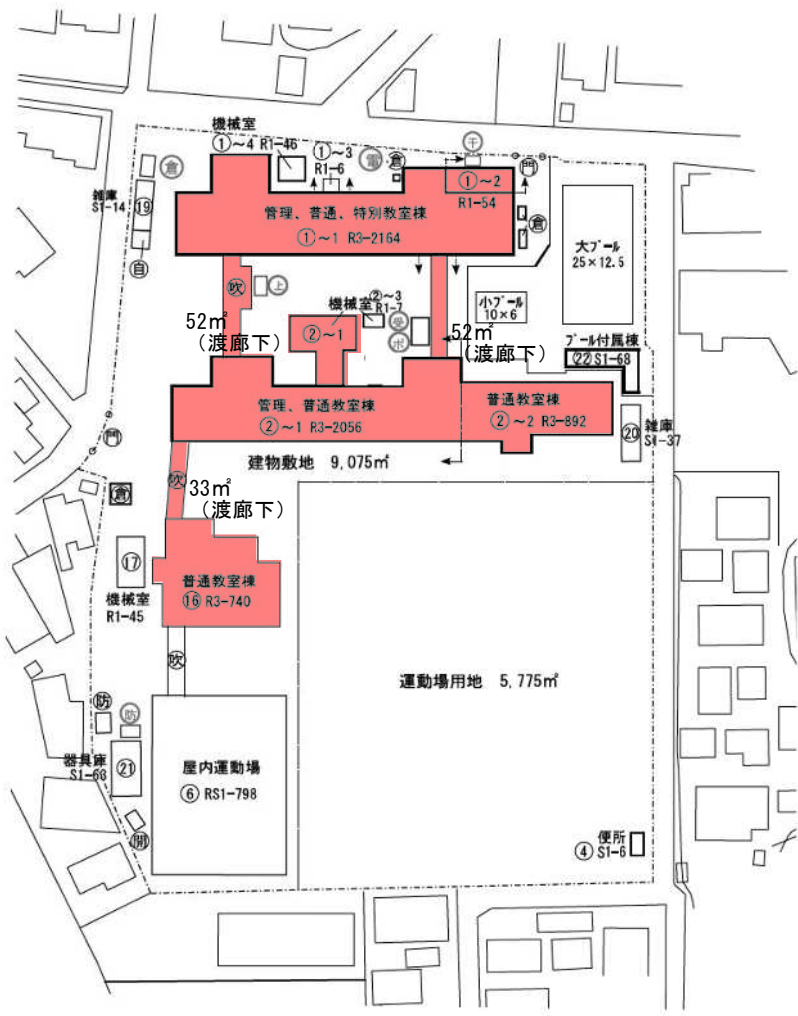 機械室
①～4 R1-46
①～3
R1-6
電
倉
干
門
倉
雑庫
S1-14
⑲
自
①～2
R1-54
管理、普通、特別教室棟
①～1 R3-2164
倉
大プール
25×12.5
小プール
10×6
吹
上
機械室
②～3
R1-7
受
ポ
52㎡
（渡廊下）
②～1
52㎡
（渡廊下）
プール付属棟
㉒ S1-68
管理、普通教室棟
②～1 R3-2056
普通教室棟
②～2 R3-892
⑳
雑庫
S1-37
門
建物敷地 9,075㎡
吹
33㎡
（渡廊下）
倉
⑰
機械室
R1-45
普通教室棟
⑯ R3-740
吹
運動場用地 5,775㎡
防
防
器具庫
S1-63
㉑
屋内運動場
⑥ RS1-798
便所
④ S1-6